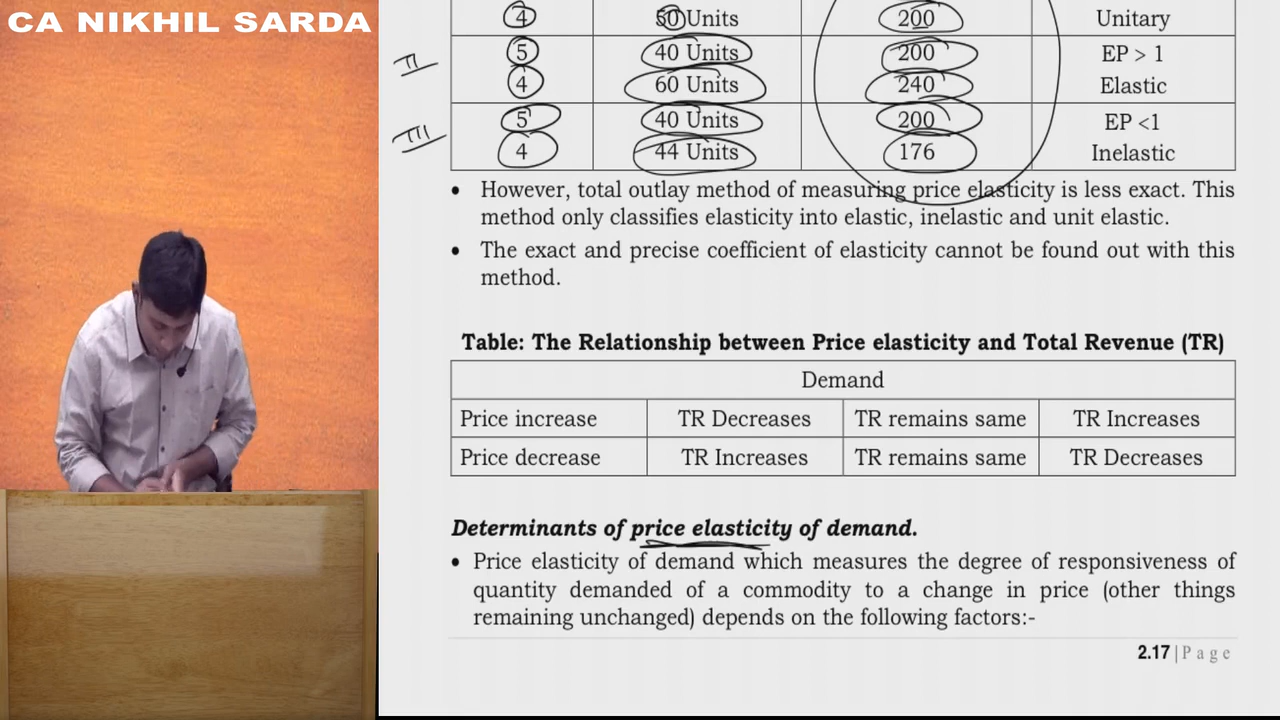 CA NIKHIL SARDA
4 50 Units 200 Unitary
II 5 40 Units 200 EP > 1
4 60 Units 240 Elastic
III 5 40 Units 200 EP <1
4 44 Units 176 Inelastic
• However, total outlay method of measuring price elasticity is less exact. This
method only classifies elasticity into elastic, inelastic and unit elastic.
• The exact and precise coefficient of elasticity cannot be found out with this
method.
Table: The Relationship between Price elasticity and Total Revenue (TR)
Demand
Price increase TR Decreases TR remains same TR Increases
Price decrease TR Increases TR remains same TR Decreases
Determinants of price elasticity of demand.
• Price elasticity of demand which measures the degree of responsiveness of
quantity demanded of a commodity to a change in price (other things
remaining unchanged) depends on the following factors:-
2.17 | Page